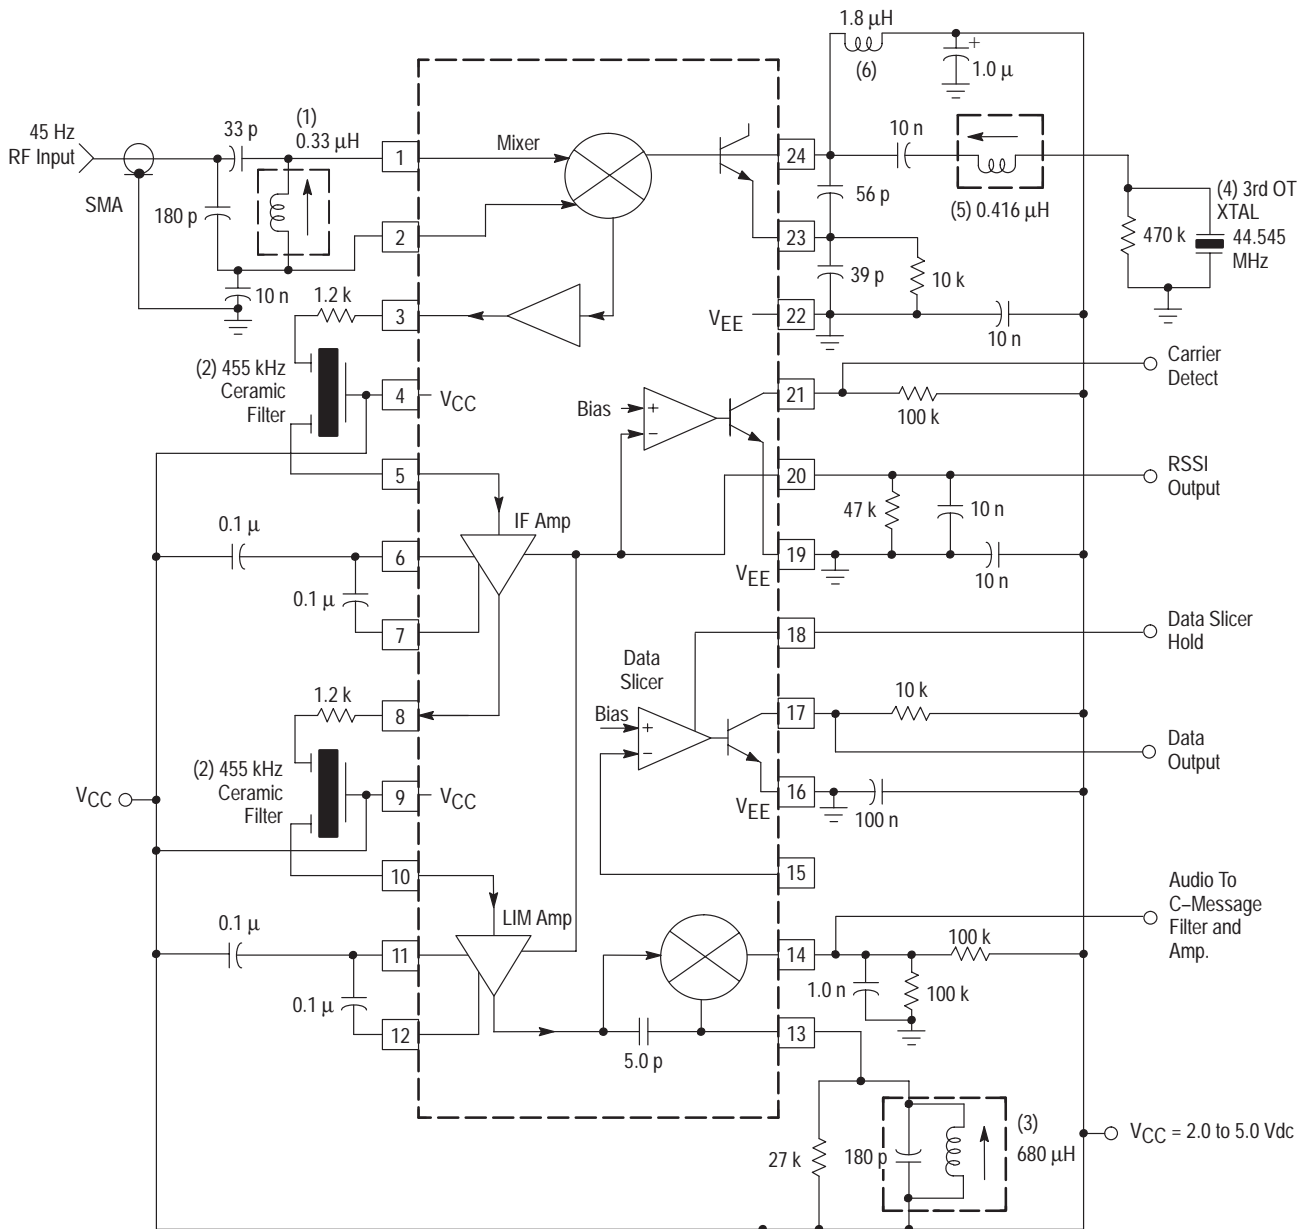 1.8 μH
(6)
+
1.0 μ
45 Hz
RF Input
SMA
33 p
(1)
0.33 μH
180 p
10 n
1
2
Mixer
24
10 n
56 p
(5) 0.416 μH
(4) 3rd OT
XTAL
44.545
MHz
470 k
23
39 p
10 k
1.2 k
3
VEE
22
10 n
(2) 455 kHz
Ceramic
Filter
4
VCC
Bias
+
−
21
100 k
Carrier
Detect
5
20
47 k
10 n
RSSI
Output
0.1 μ
6
IF Amp
VEE
19
10 n
0.1 μ
7
18
Data Slicer
Hold
Data
Slicer
1.2 k
8
Bias
+
−
17
10 k
Data
Output
(2) 455 kHz
Ceramic
Filter
VCC
9
VCC
VEE
16
100 n
10
15
0.1 μ
11
LIM Amp
14
100 k
Audio To
C–Message
Filter and
Amp.
0.1 μ
12
1.0 n
100 k
5.0 p
13
27 k
180 p
(3)
680 μH
VCC = 2.0 to 5.0 Vdc